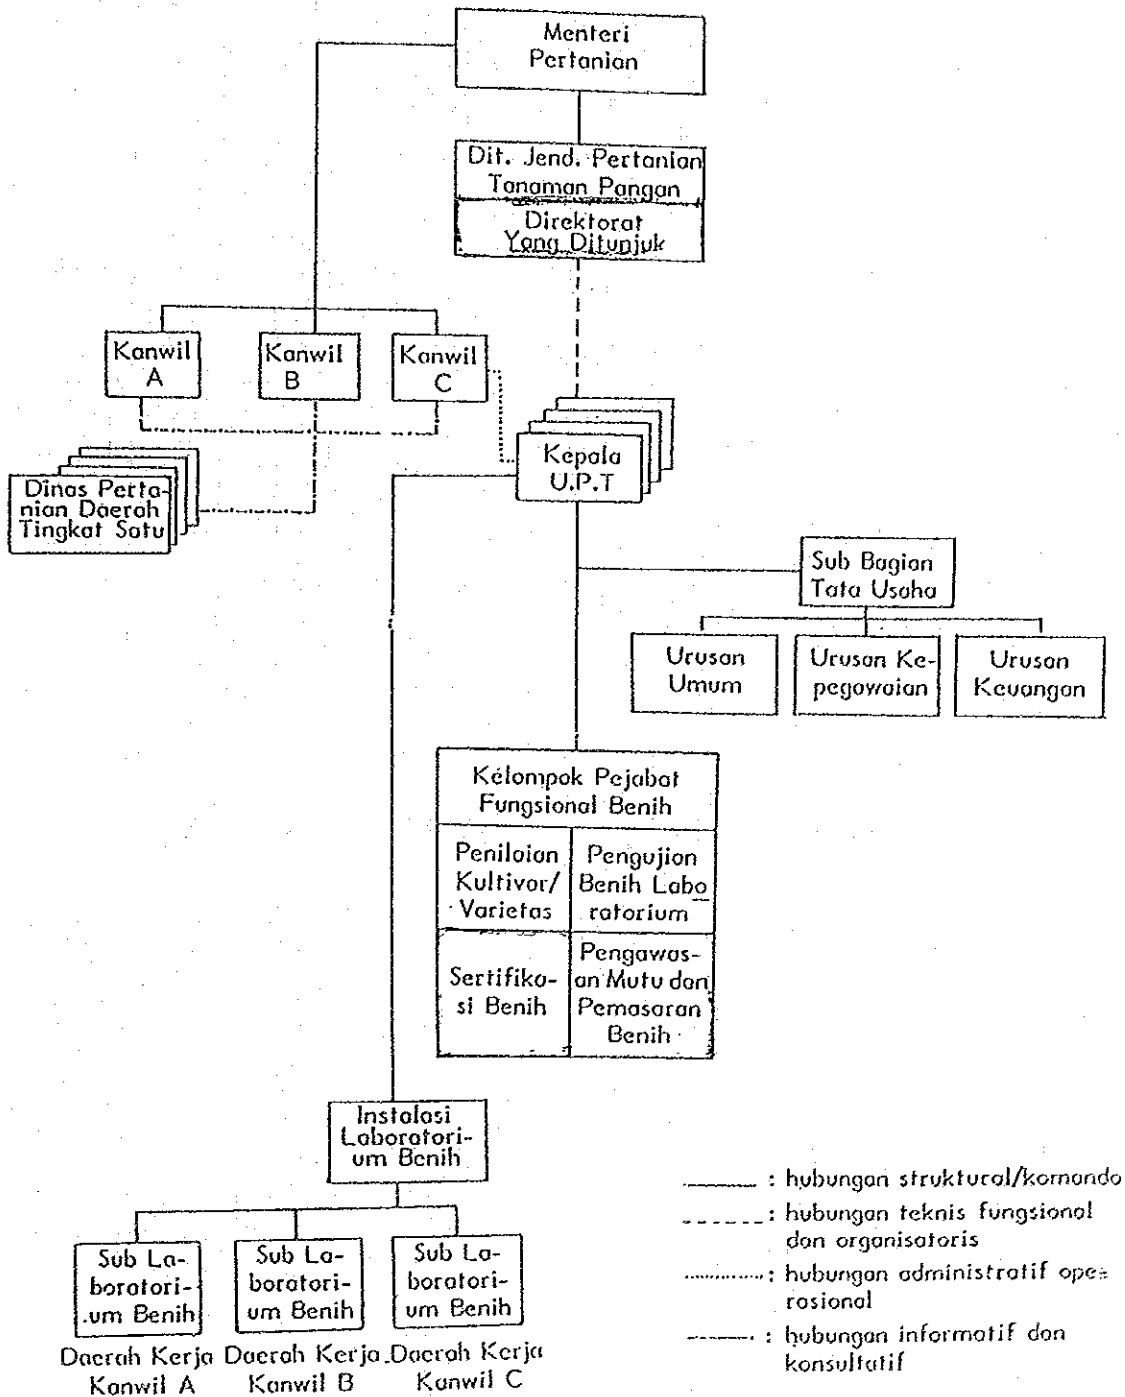 Menteri
Pertanian
Dit. Jend. Pertanian
Tanaman Pangan
Direktorat
Yang Ditunjuk
Kanwil
A
Kanwil
B
Kanwil
C
Kepala
U.P.T
Dinas Perta-
nian Daerah
Tingkat Satu
Sub Bagian
Tata Usaha
Urusan
Umum
Urusan Ke-
pegawaian
Urusan
Keuangan
Kelompok Pejabat
Fungsional Benih
Penilaian
Kultivar/
Varietas
Pengujian
Benih Labo
ratorium
Sertifika-
si Benih
Pengawas-
an Mutu dan
Pemasaran
Benih
Instalasi
Laboratori-
um Benih
Sub La-
boratori-
um Benih
Sub La-
boratori-
um Benih
Sub La-
boratori-
um Benih
Daerah Kerja
Kanwil A
Daerah Kerja
Kanwil B
Daerah Kerja
Kanwil C
: hubungan struktural/komando
: hubungan teknis fungsional
dan organisatoris
: hubungan administratif ope-
rasional
: hubungan informatif dan
konsultatif